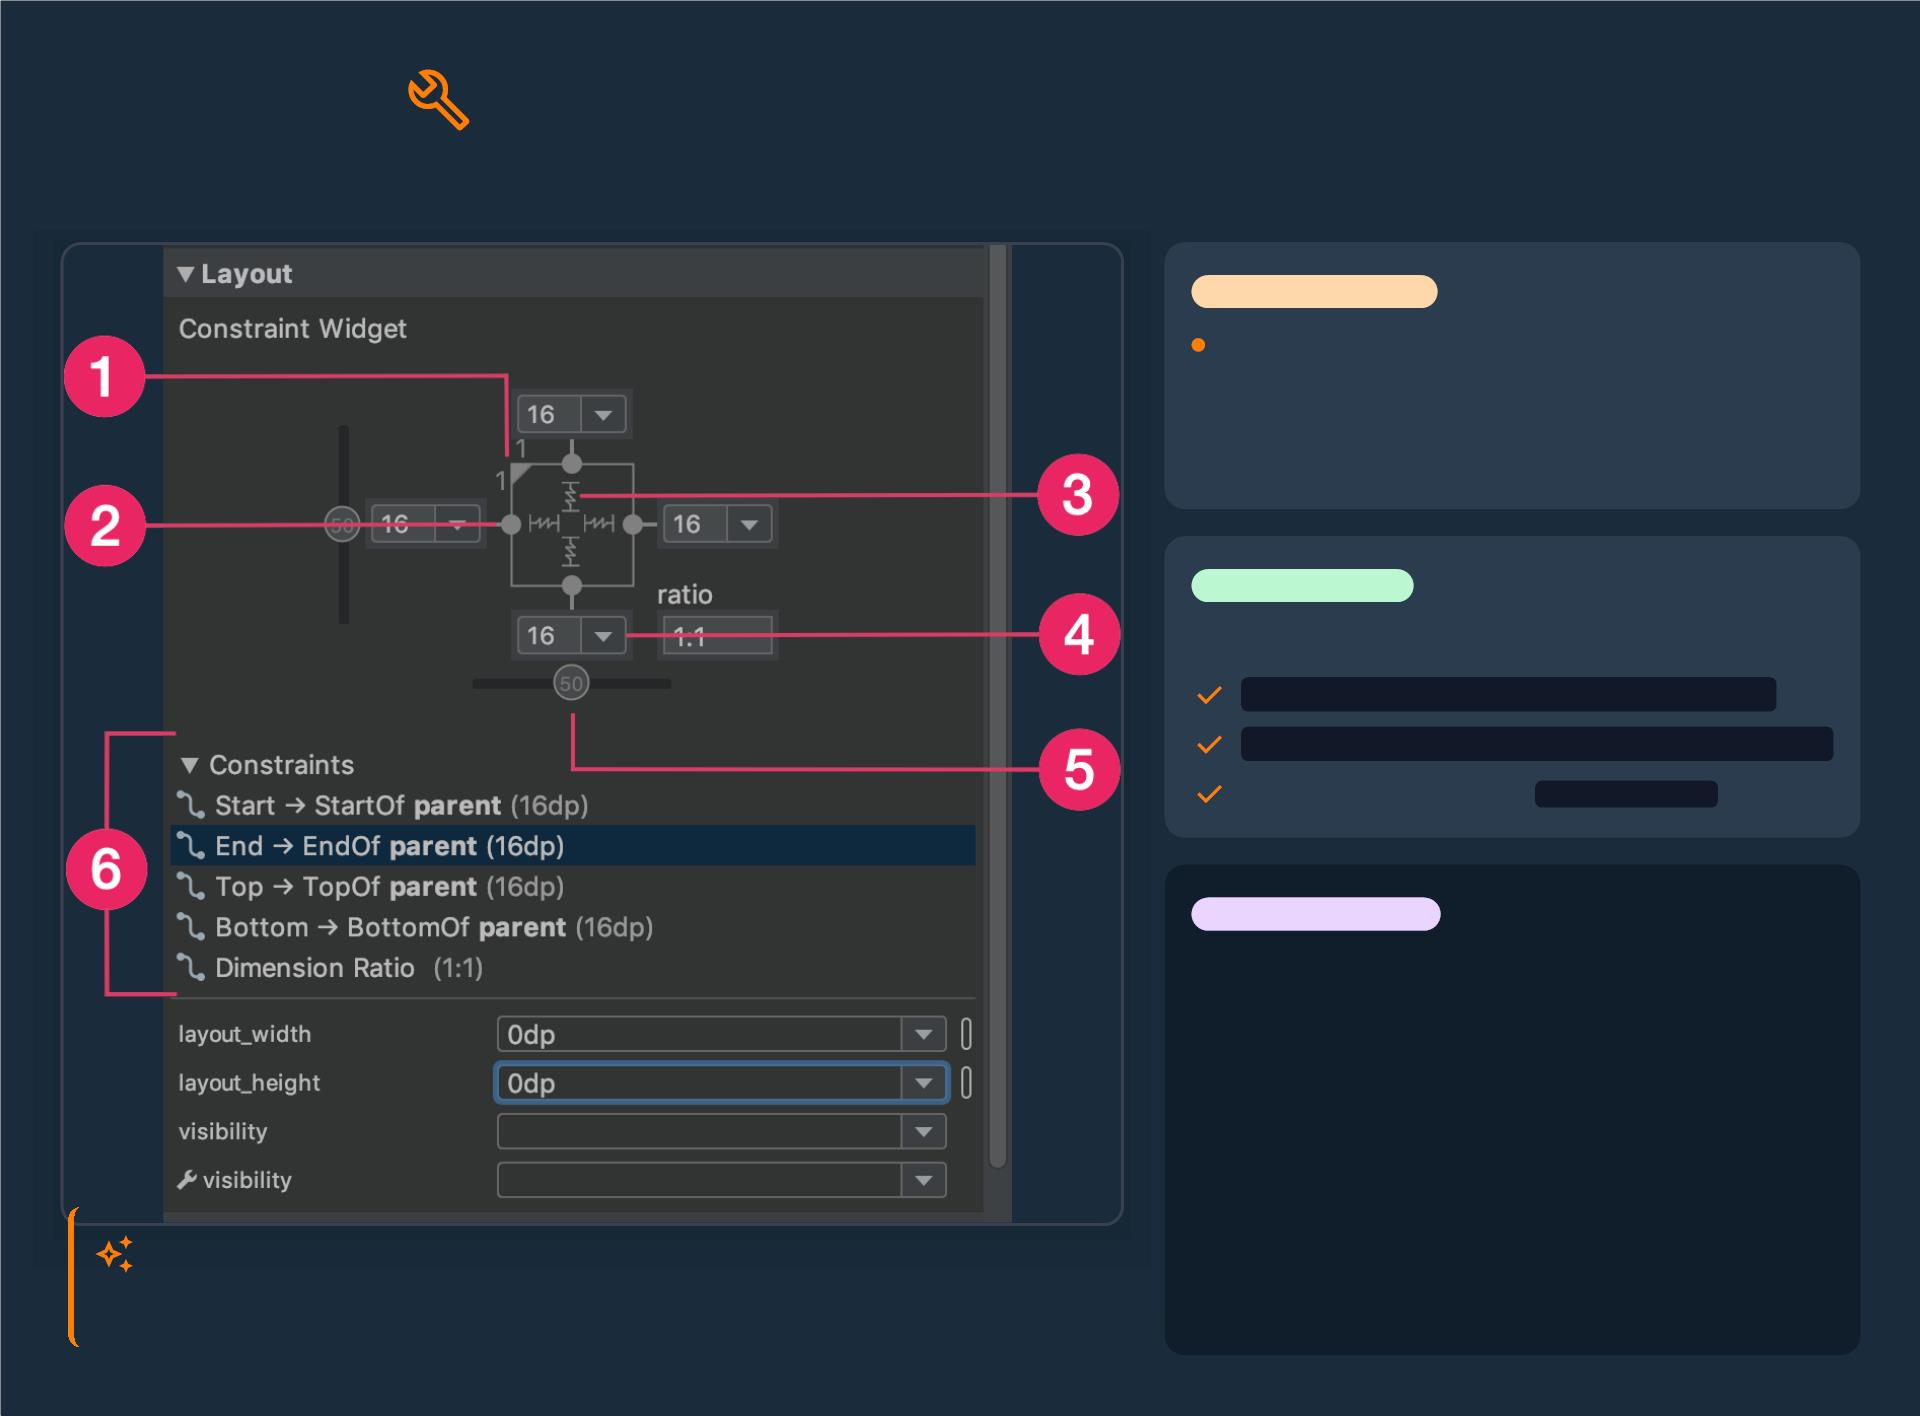 Layout
Constraint Widget
1
16
1
1
3
2
50
16
16
ratio
16
1:1
4
50
5
Constraints
Start → StartOf parent (16dp)
End → EndOf parent (16dp)
6
Top → TopOf parent (16dp)
Bottom → BottomOf parent (16dp)
Dimension Ratio (1:1)
layout_width 0dp
layout_height 0dp
visibility
visibility